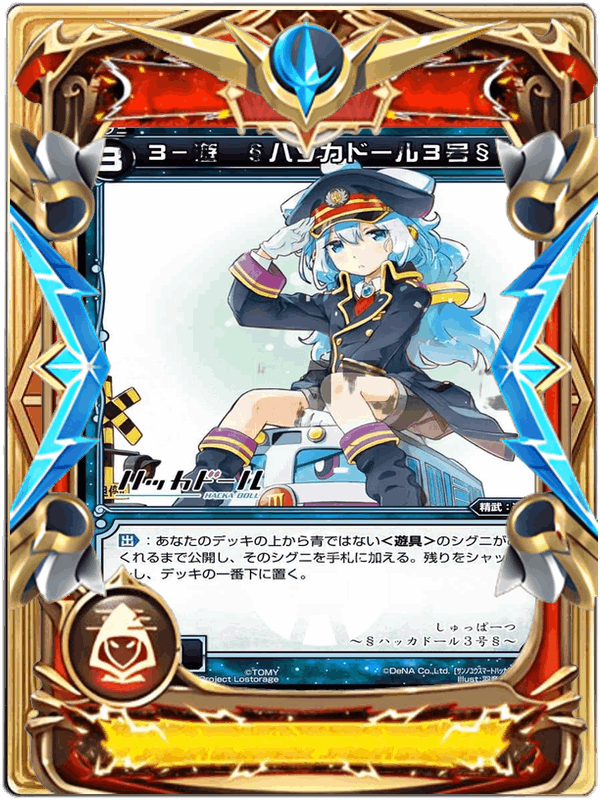 3
3－遊　§ハッカドール3号§
ハッカドール
HACKA DOLL
精武：
出：あなたのデッキの上から青ではない＜遊具＞のシグニが
くれるまで公開し、そのシグニを手札に加える。残りをシャッ
し、デッキの一番下に置く。
しゅっぱーつ
～§ハッカドール3号§～
©TOMY
Project Lostorage
©DeNA Co.,Ltd.
Illust: